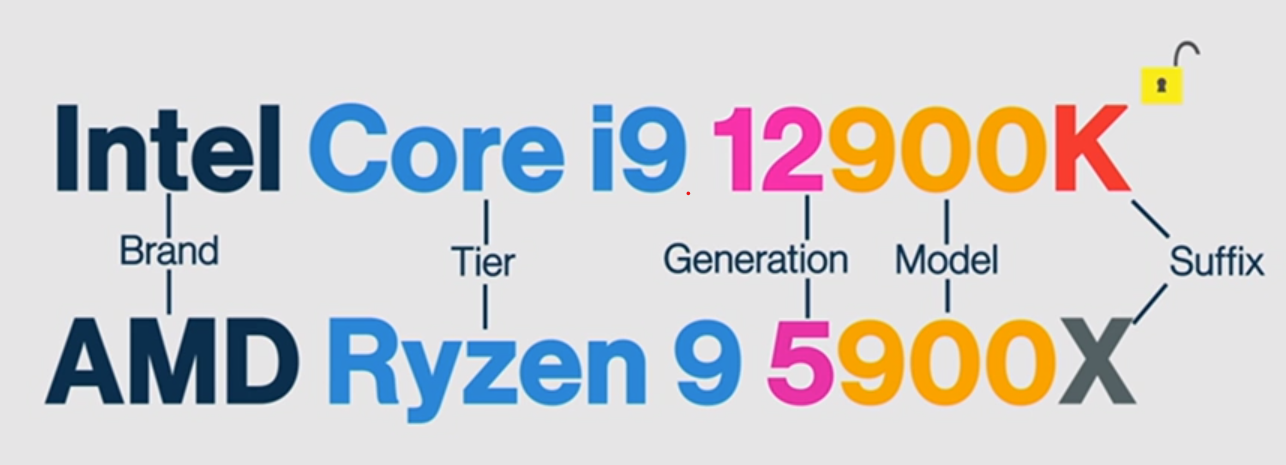 Intel Core i9 12900K
Brand Tier Generation Model Suffix
AMD Ryzen 9 5900X